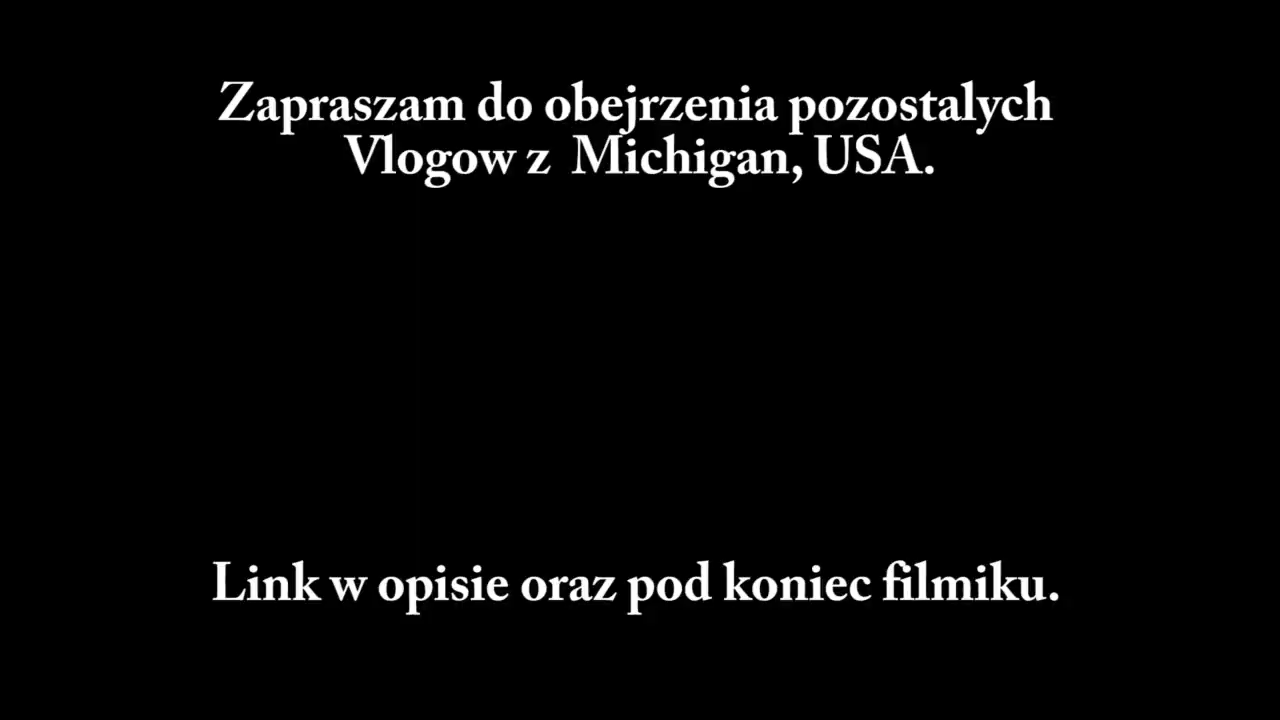 Zapraszam do obejrzenia pozostalych
Vlogow z  Michigan, USA.
Link w opisie oraz pod koniec filmiku.